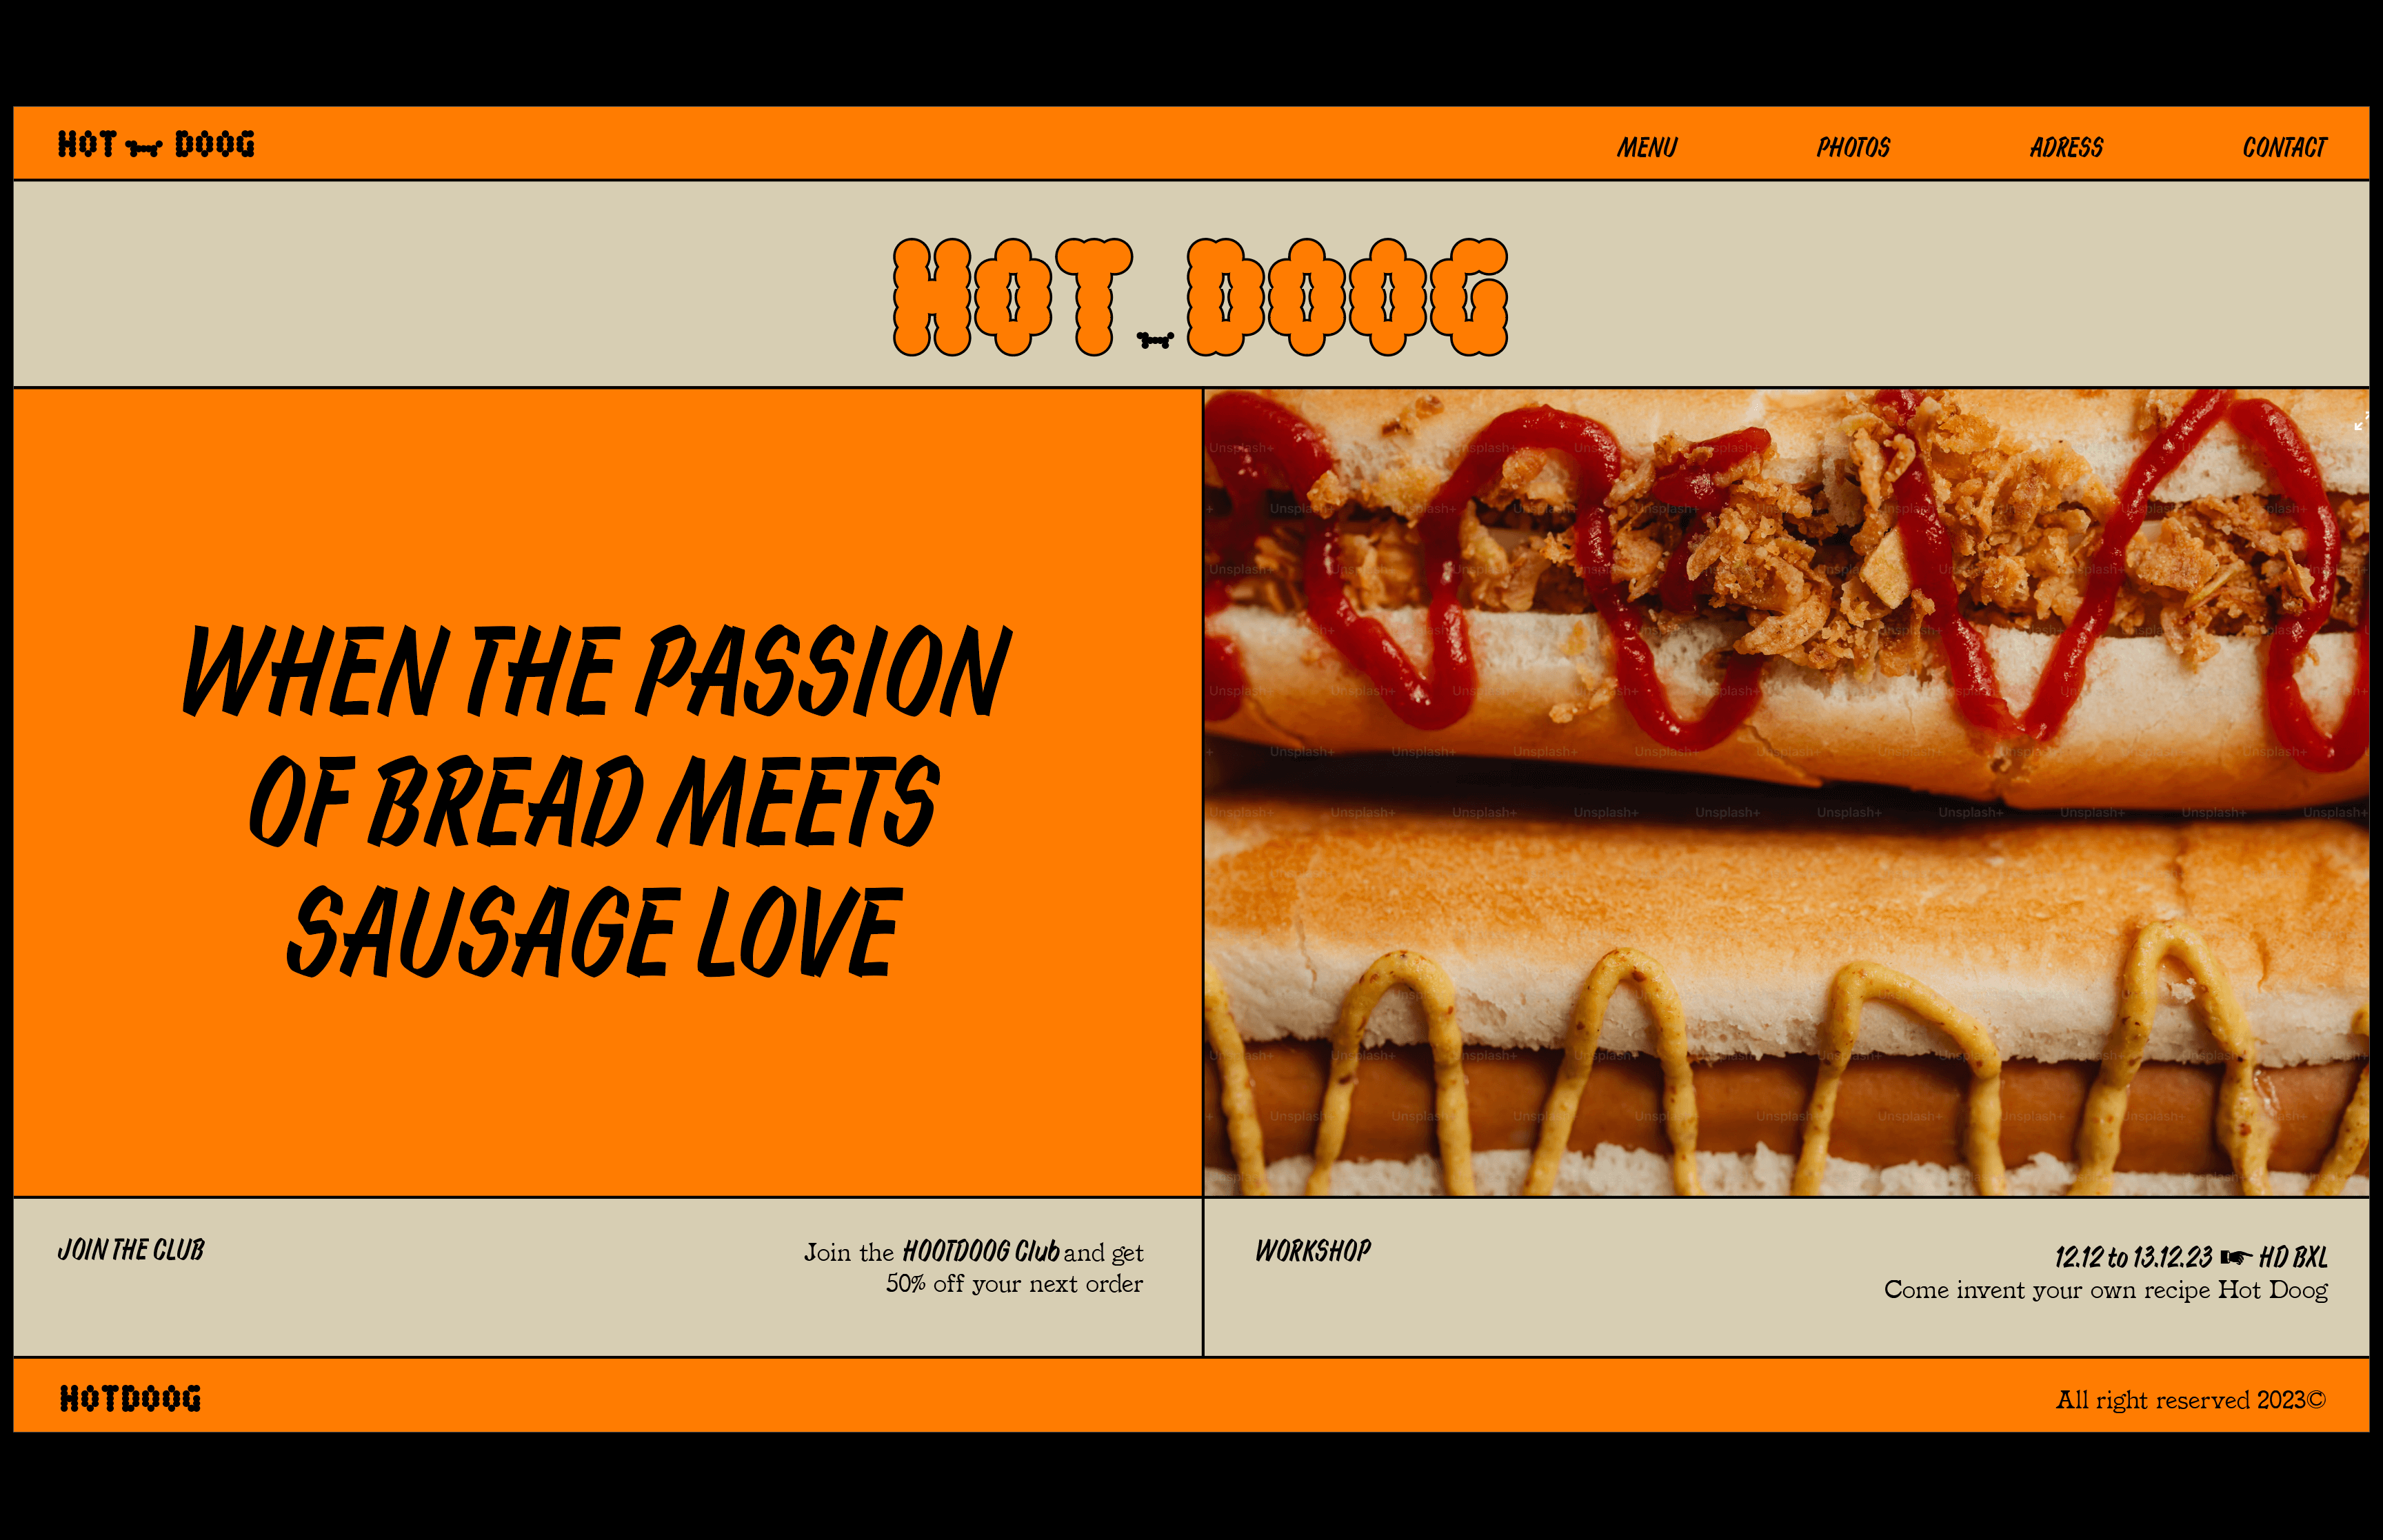 HOT DOOG
MENU PHOTOS ADRESS CONTACT
HOT DOOG
WHEN THE PASSION
OF BREAD MEETS
SAUSAGE LOVE
JOIN THE CLUB
Join the HOOTDOOG Club and get
50% off your next order
WORKSHOP
12.12 to 13.12.23 ☛ HD BXL
Come invent your own recipe Hot Doog
HOTDOOG
All right reserved 2023©
Unsplash+